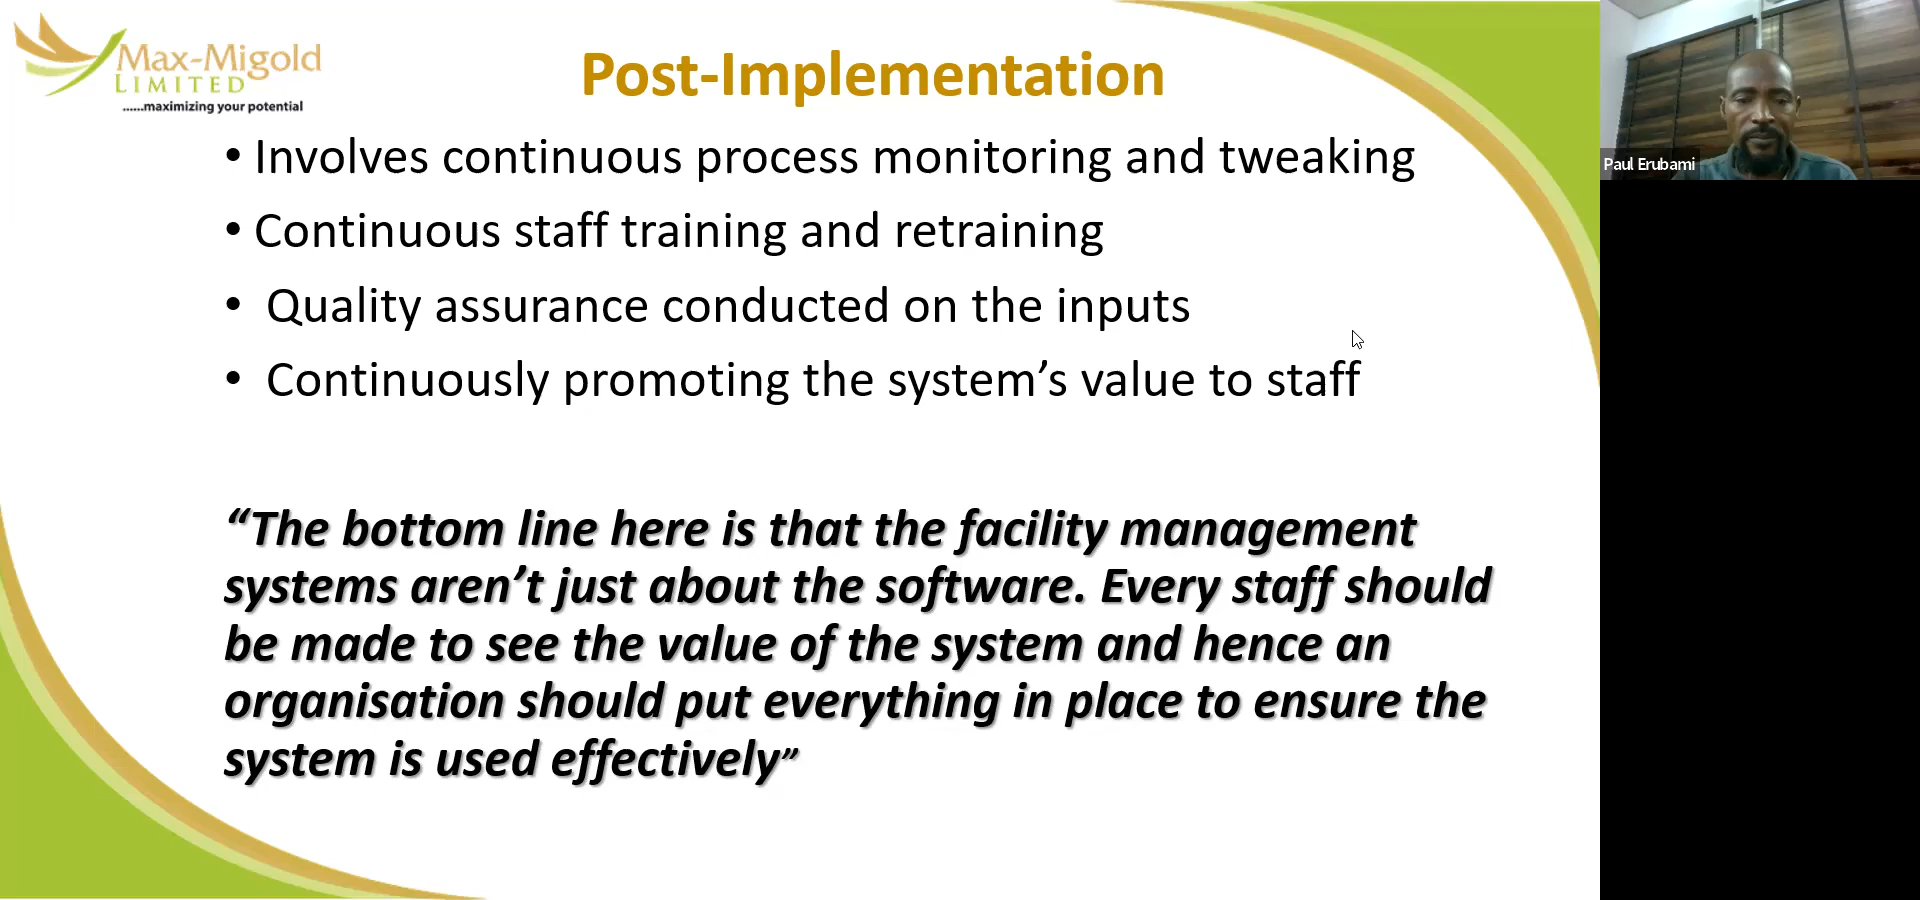 Max-Migold
LIMITED
......maximizing your potential
Post-Implementation
• Involves continuous process monitoring and tweaking
• Continuous staff training and retraining
• Quality assurance conducted on the inputs
• Continuously promoting the system’s value to staff
“The bottom line here is that the facility management
systems aren’t just about the software. Every staff should
be made to see the value of the system and hence an
organisation should put everything in place to ensure the
system is used effectively”
Paul Erubami